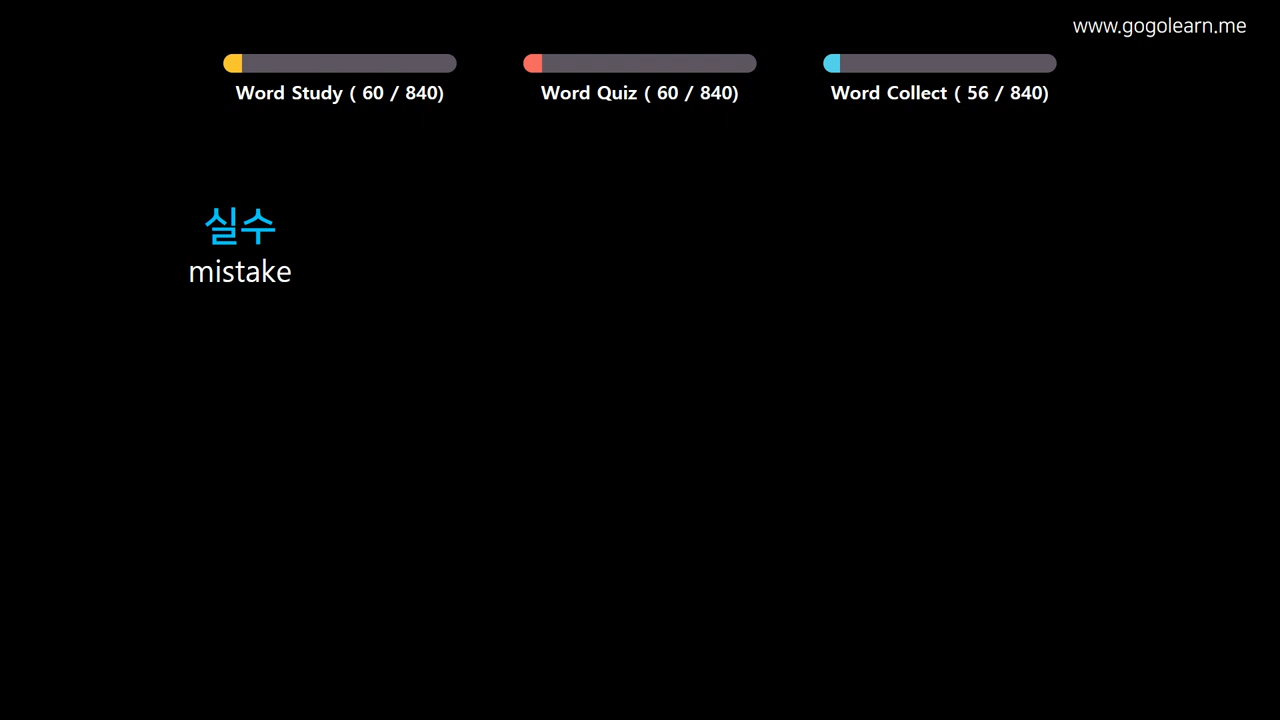 www.gogolearn.me
Word Study ( 60 / 840)
Word Quiz ( 60 / 840)
Word Collect ( 56 / 840)
실수
mistake